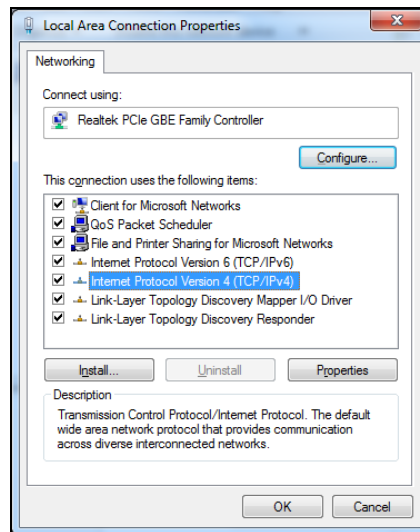 Local Area Connection Properties
Networking
Connect using:
Realtek PCIe GBE Family Controller
Configure...
This connection uses the following items:
Client for Microsoft Networks
QoS Packet Scheduler
File and Printer Sharing for Microsoft Networks
Internet Protocol Version 6 (TCP/IPv6)
Internet Protocol Version 4 (TCP/IPv4)
Link-Layer Topology Discovery Mapper I/O Driver
Link-Layer Topology Discovery Responder
Install...
Uninstall
Properties
Description
Transmission Control Protocol/Internet Protocol. The default
wide area network protocol that provides communication
across diverse interconnected networks.
OK
Cancel